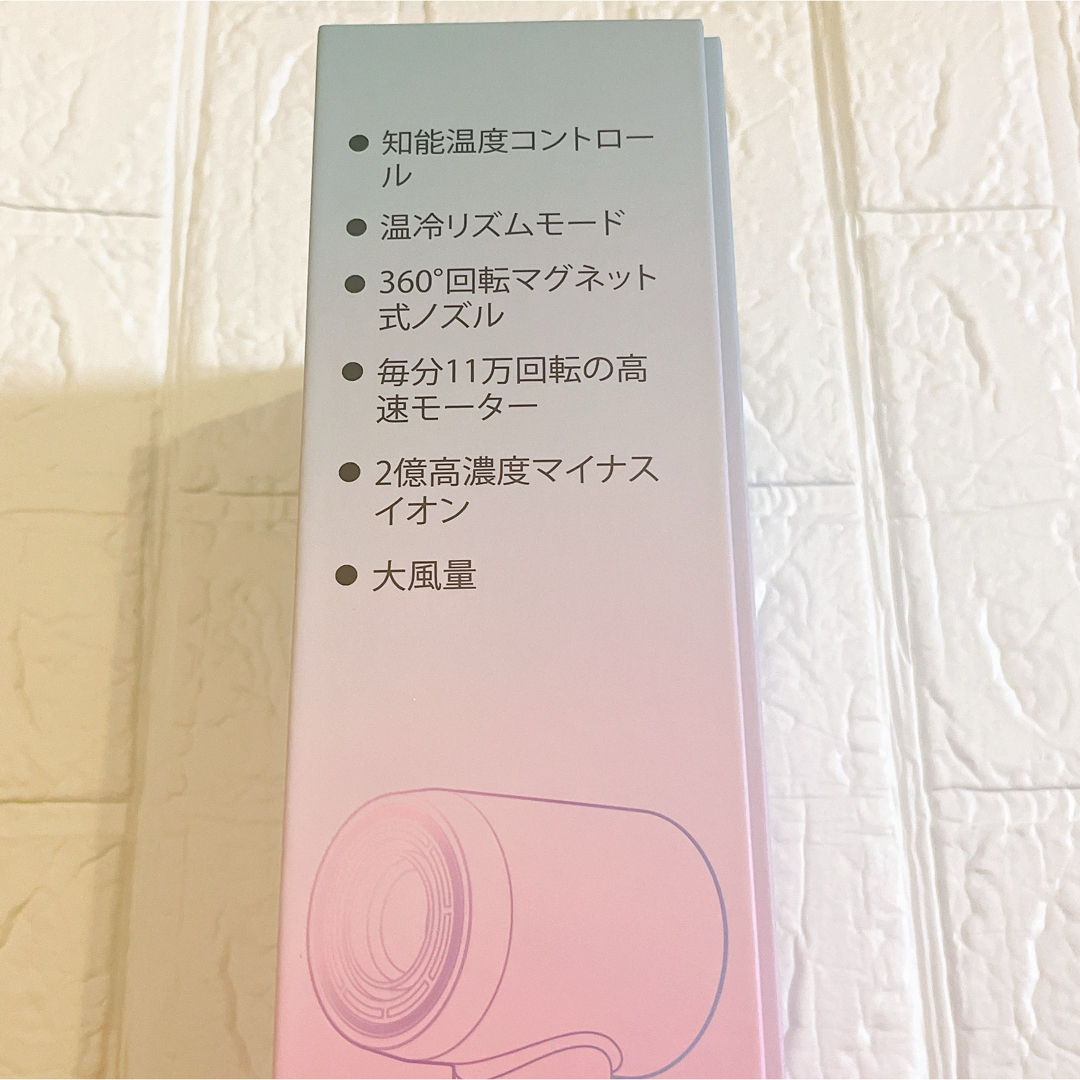 ● 知能温度コントロー
ル
● 温冷リズムモード
● 360°回転マグネット
式ノズル
● 毎分11万回転の高
速モーター
● 2億高濃度マイナス
イオン
● 大風量